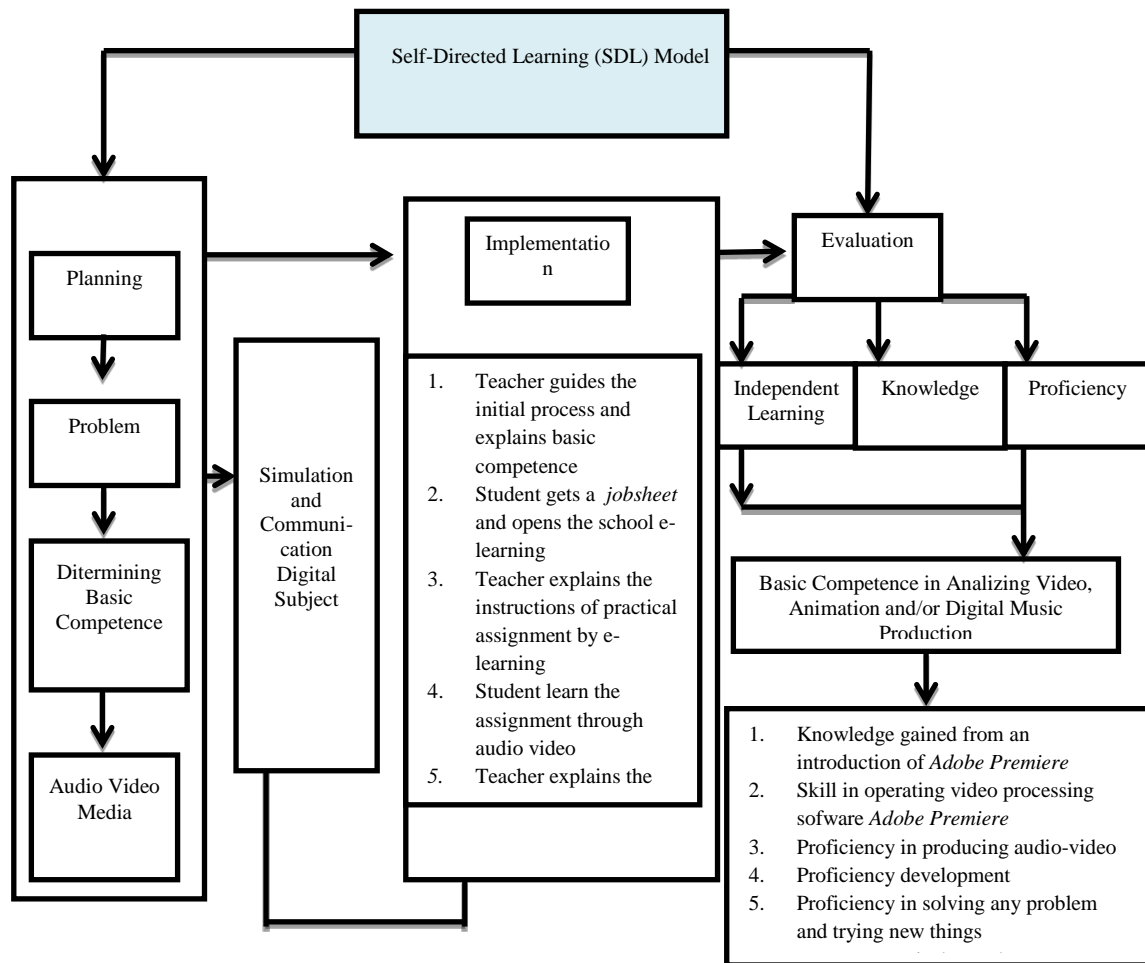 Self-Directed Learning (SDL) Model
Planning
Problem
Ditermining
Basic
Competence
Audio Video
Media
Simulation
and
Communi-
cation
Digital
Subject
Implementatio
n
1. Teacher guides the
initial process and
explains basic
competence
2. Student gets a jobsheet
and opens the school e-
learning
3. Teacher explains the
instructions of practical
assignment by e-
learning
4. Student learn the
assignment through
audio video
5. Teacher explains the
Evaluation
Independent
Learning
Knowledge
Proficiency
Basic Competence in Analizing Video,
Animation and/or Digital Music
Production
1. Knowledge gained from an
introduction of Adobe Premiere
2. Skill in operating video processing
sofware Adobe Premiere
3. Proficiency in producing audio-video
4. Proficiency development
5. Proficiency in solving any problem
and trying new things